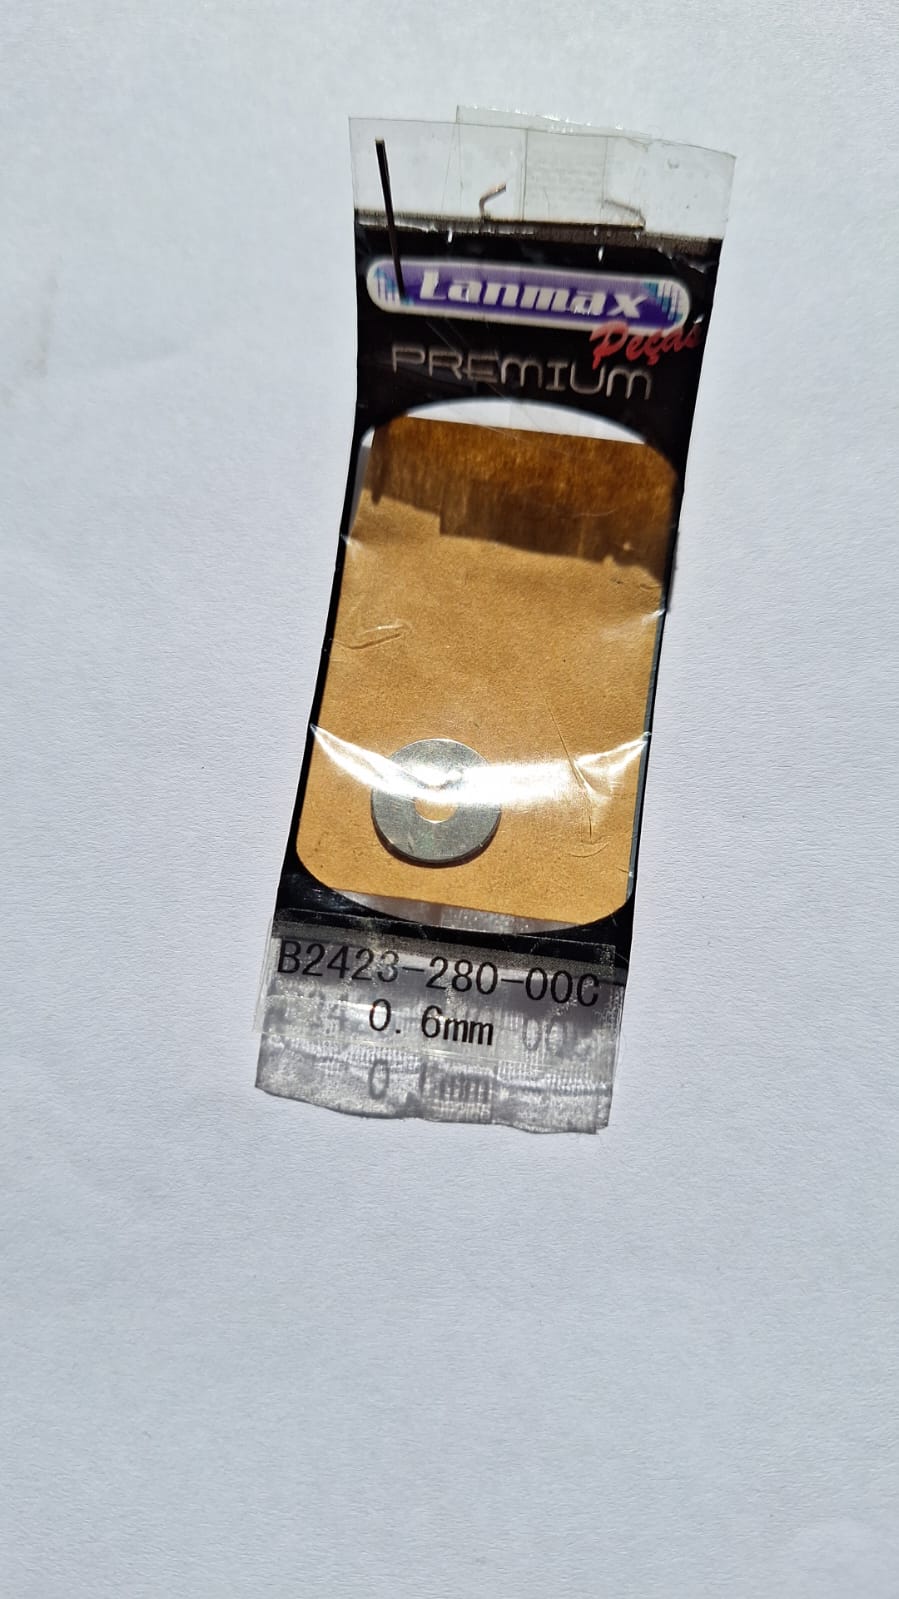 Lanmax
Peças
PREMIUM
B2423-280-00C
0.6mm